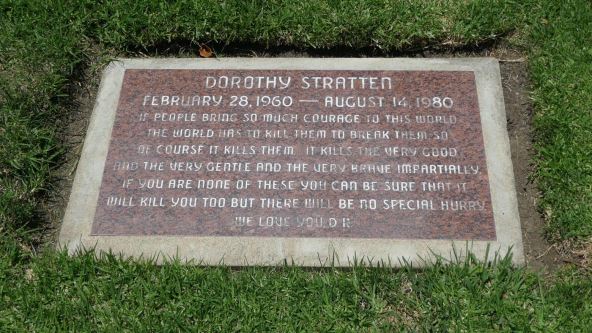 DOROTHY STRATTEN
FEBRUARY 28, 1960 — AUGUST 14, 1980
IF PEOPLE BRING SO MUCH COURAGE TO THIS WORLD
THE WORLD HAS TO KILL THEM TO BREAK THEM, SO
OF COURSE IT KILLS THEM. IT KILLS THE VERY GOOD
AND THE VERY GENTLE AND THE VERY BRAVE IMPARTIALLY.
IF YOU ARE NONE OF THESE YOU CAN BE SURE THAT IT
WILL KILL YOU TOO BUT THERE WILL BE NO SPECIAL HURRY.
WE LOVE YOU, D R